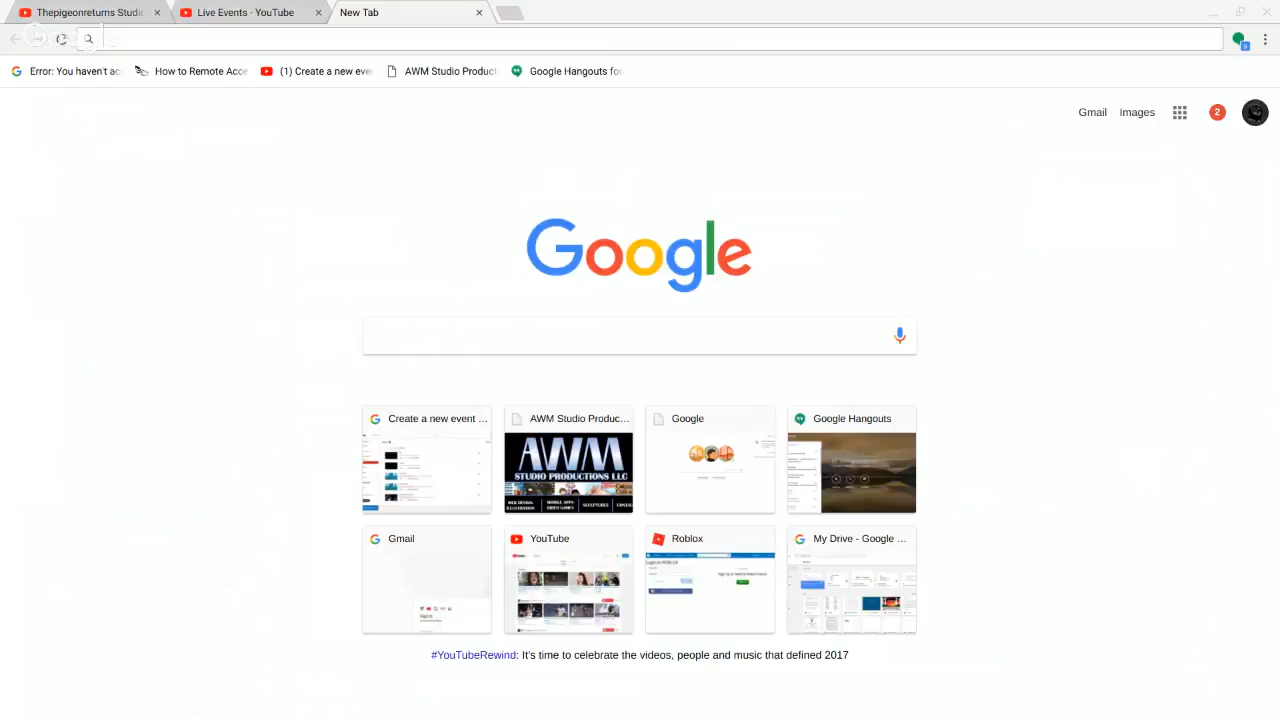 Thepigeonreturns Studi
Live Events - YouTube
New Tab
Error: You haven't ac
How to Remote Acce
(1) Create a new eve
AWM Studio Product
Google Hangouts for
Gmail
Images
2
Google
Create a new event ...
AWM Studio Produc...
Google
Google Hangouts
AWM
STUDIO PRODUCTIONS LLC
Gmail
YouTube
Roblox
My Drive - Google ...
#YouTubeRewind: It's time to celebrate the videos, people and music that defined 2017